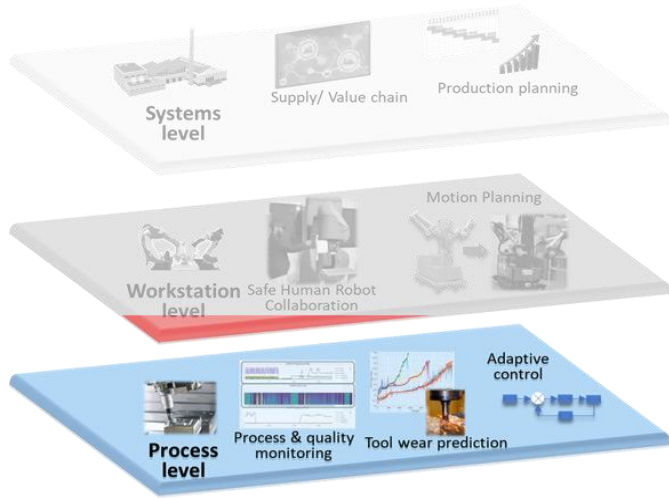 Systems
level
Supply/ Value chain
Production planning
Workstation
level
Safe Human Robot
Collaboration
Motion Planning
Process
level
Process & quality
monitoring
Tool wear prediction
Adaptive
control